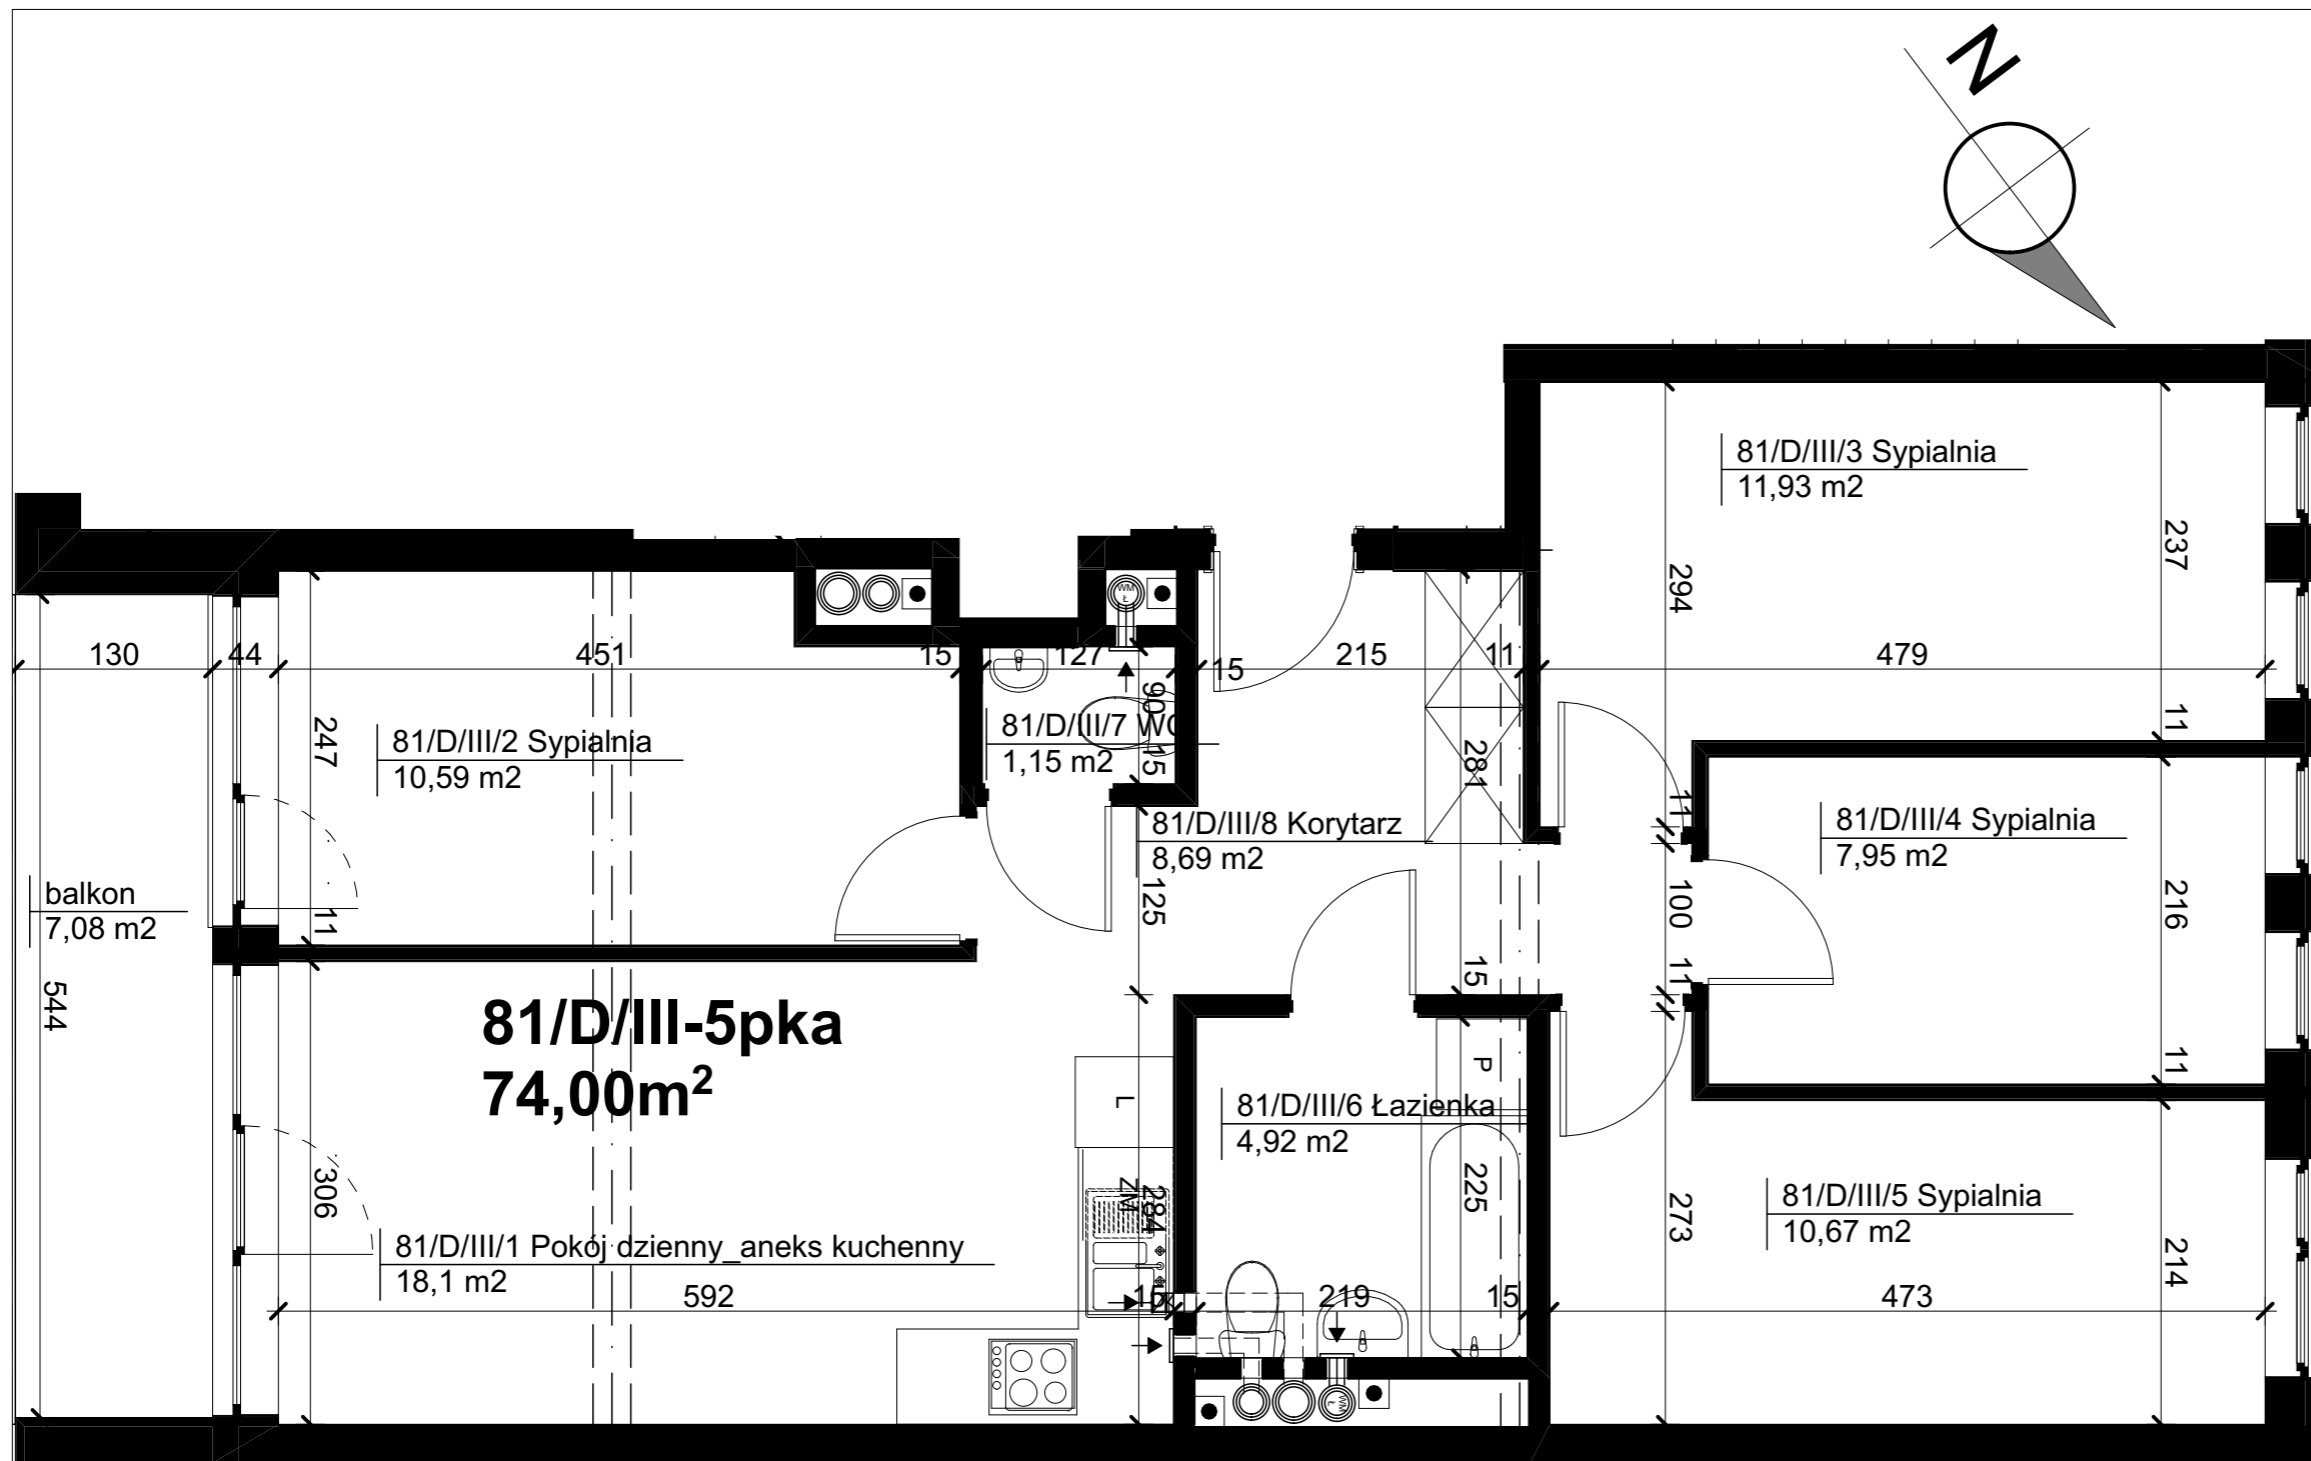 N
81/D/III/3 Sypialnia
11,93 m2
237
294
130
44
451
15
127
15
215
11
479
WM
Ł
90
11
247
81/D/III/2 Sypialnia
10,59 m2
81/D/III/7 WC
1,15 m2
15
281
81/D/III/8 Korytarz
8,69 m2
11
81/D/III/4 Sypialnia
7,95 m2
balkon
7,08 m2
11
125
100
216
544
15
11
81/D/III-5pka
74,00m²
P
11
L
81/D/III/6 Łazienka
4,92 m2
306
ZM
284
225
273
81/D/III/5 Sypialnia
10,67 m2
214
81/D/III/1 Pokój dzienny_aneks kuchenny
18,1 m2
592
15
219
15
473
WM
Ł